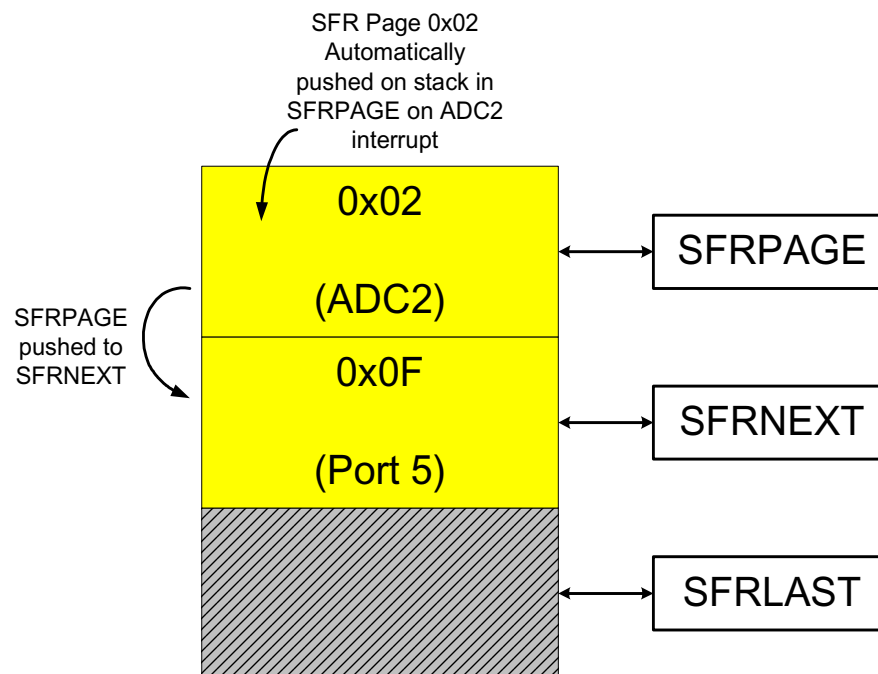 SFR Page 0x02
Automatically
pushed on stack in
SFRPAGE on ADC2
interrupt
0x02
(ADC2)
SFRPAGE
SFRPAGE
pushed to
SFRNEXT
0x0F
(Port 5)
SFRNEXT
SFRLAST